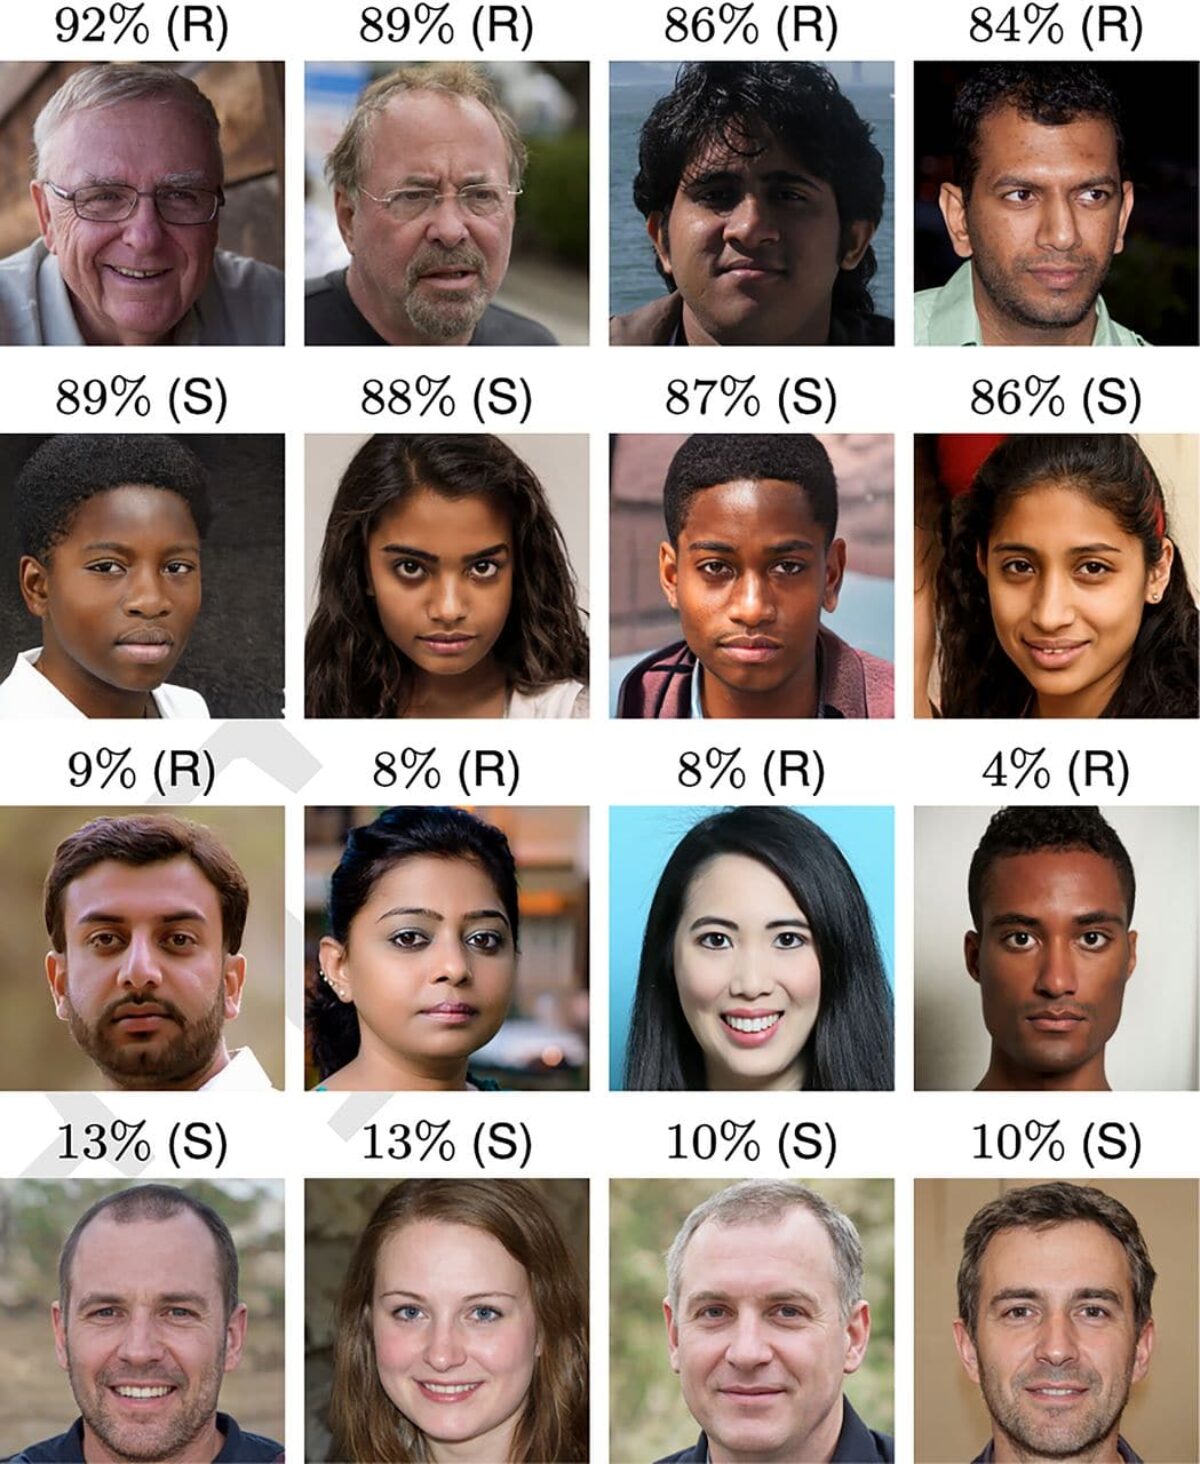 92% (R) 89% (R) 86% (R) 84% (R)
89% (S) 88% (S) 87% (S) 86% (S)
9% (R) 8% (R) 8% (R) 4% (R)
13% (S) 13% (S) 10% (S) 10% (S)